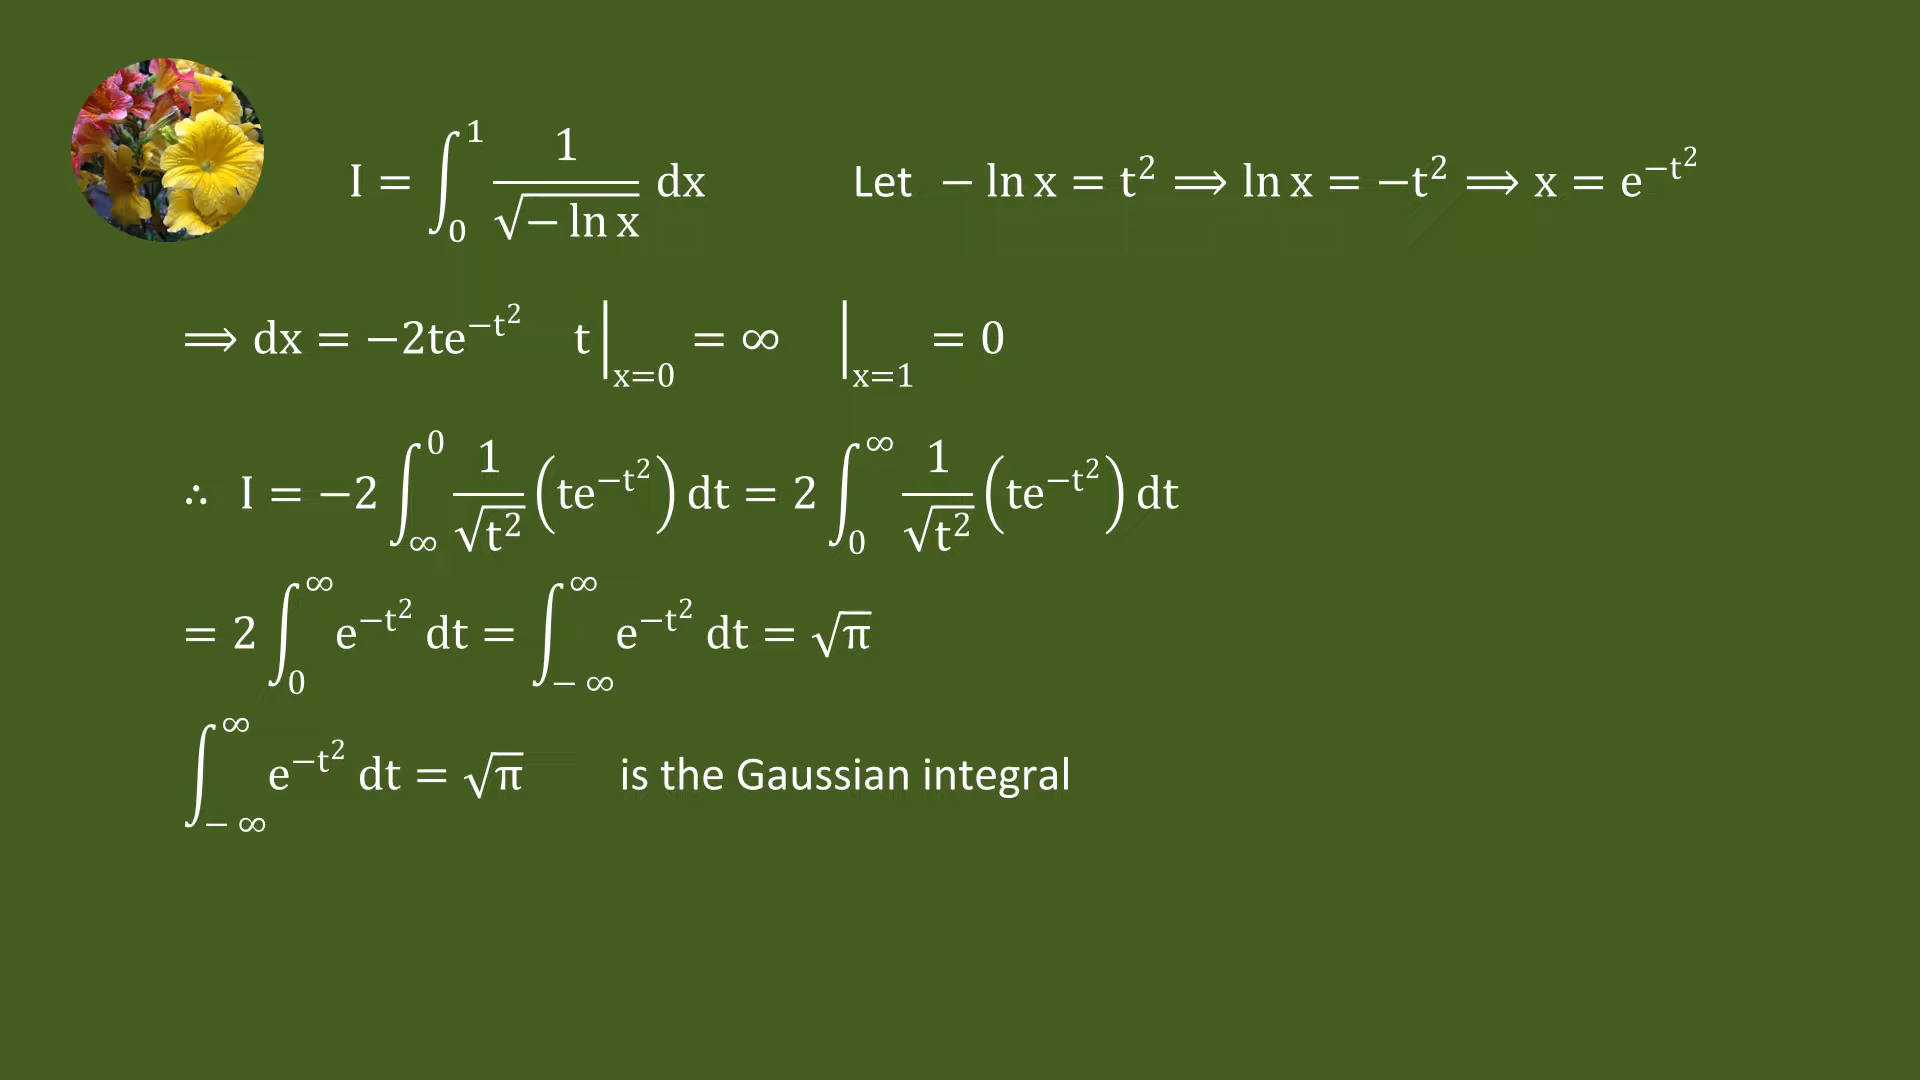 I = ∫₀¹ 1/√(− ln x) dx Let − ln x = t² ⟹ ln x = −t² ⟹ x = e^(−t²)
⟹ dx = −2te^(−t²) t |ₓ₌₀ = ∞ |ₓ₌₁ = 0
∴ I = −2 ∫_∞^0 1/√(t²) (te^(−t²)) dt = 2 ∫_0^∞ 1/√(t²) (te^(−t²)) dt
= 2 ∫_0^∞ e^(−t²) dt = ∫_(− ∞)^∞ e^(−t²) dt = √π
∫_(− ∞)^∞ e^(−t²) dt = √π is the Gaussian integral